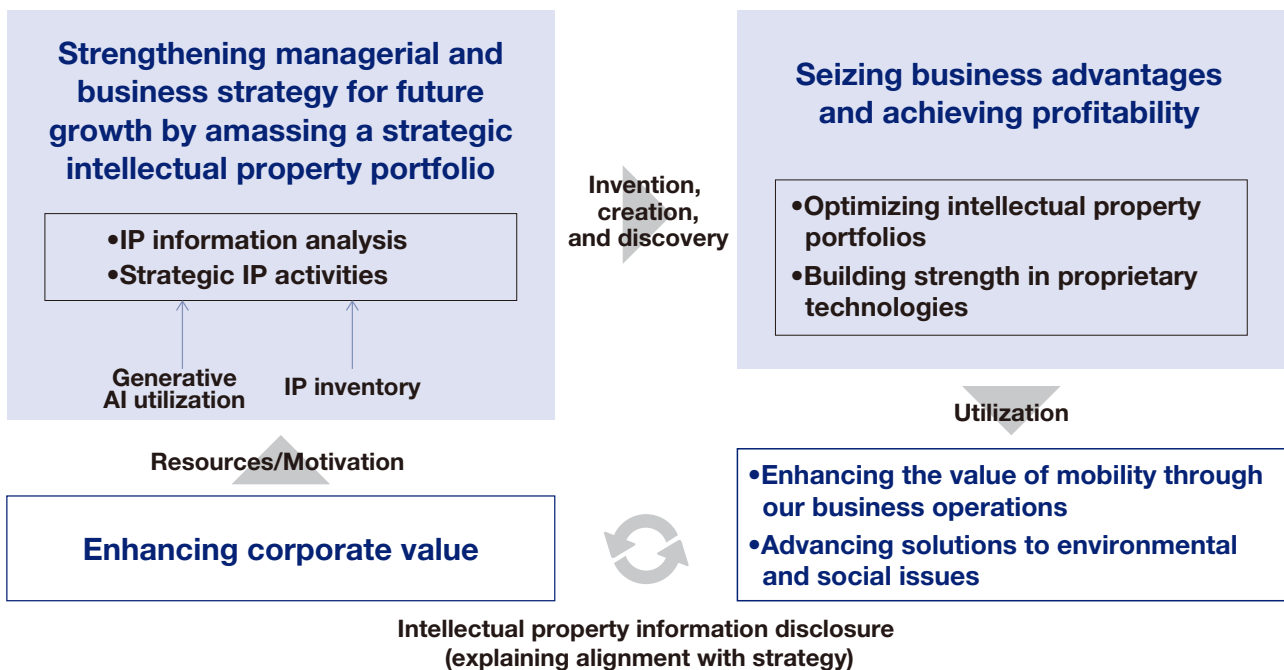 Strengthening managerial and
business strategy for future
growth by amassing a strategic
intellectual property portfolio
•IP information analysis
•Strategic IP activities
Generative
AI utilization
IP inventory
Invention,
creation,
and discovery
Seizing business advantages
and achieving profitability
•Optimizing intellectual property
portfolios
•Building strength in proprietary
technologies
Utilization
•Enhancing the value of mobility through
our business operations
•Advancing solutions to environmental
and social issues
Resources/Motivation
Enhancing corporate value
Intellectual property information disclosure
(explaining alignment with strategy)